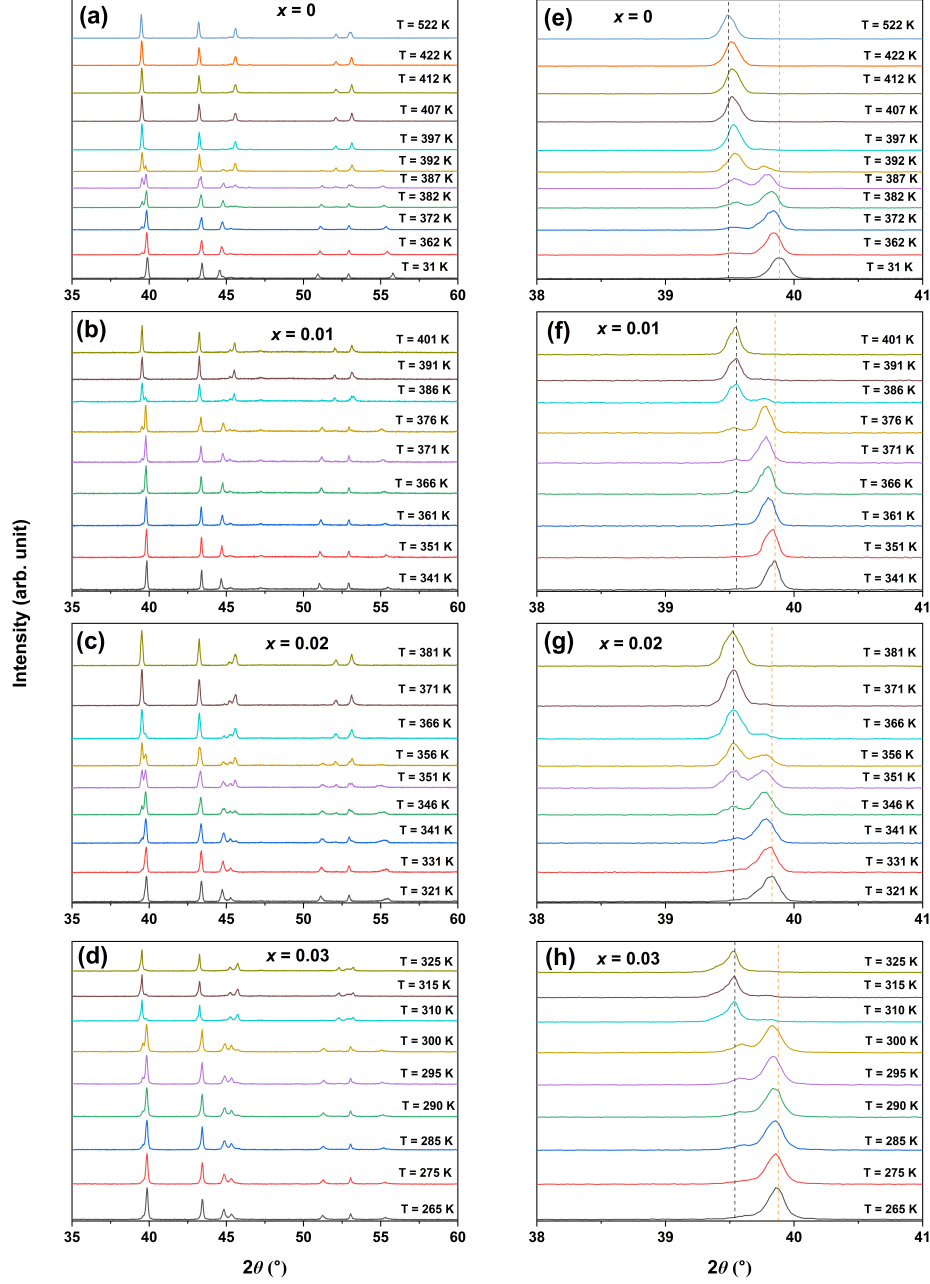 (a)
x = 0
T = 522 K
T = 422 K
T = 412 K
T = 407 K
T = 397 K
T = 392 K
T = 387 K
T = 382 K
T = 372 K
T = 362 K
T = 31 K
35 40 45 50 55 60
(e)
x = 0
T = 522 K
T = 422 K
T = 412 K
T = 407 K
T = 397 K
T = 392 K
T = 387 K
T = 382 K
T = 372 K
T = 362 K
T = 31 K
38 39 40 41
(b)
x = 0.01
T = 401 K
T = 391 K
T = 386 K
T = 376 K
T = 371 K
T = 366 K
T = 361 K
T = 351 K
T = 341 K
35 40 45 50 55 60
(f)
x = 0.01
T = 401 K
T = 391 K
T = 386 K
T = 376 K
T = 371 K
T = 366 K
T = 361 K
T = 351 K
T = 341 K
38 39 40 41
Intensity (arb. unit)
(c)
x = 0.02
T = 381 K
T = 371 K
T = 366 K
T = 356 K
T = 351 K
T = 346 K
T = 341 K
T = 331 K
T = 321 K
35 40 45 50 55 60
(g)
x = 0.02
T = 381 K
T = 371 K
T = 366 K
T = 356 K
T = 351 K
T = 346 K
T = 341 K
T = 331 K
T = 321 K
38 39 40 41
(d)
x = 0.03
T = 325 K
T = 315 K
T = 310 K
T = 300 K
T = 295 K
T = 290 K
T = 285 K
T = 275 K
T = 265 K
35 40 45 50 55 60
2θ (°)
(h)
x = 0.03
T = 325 K
T = 315 K
T = 310 K
T = 300 K
T = 295 K
T = 290 K
T = 285 K
T = 275 K
T = 265 K
38 39 40 41
2θ (°)